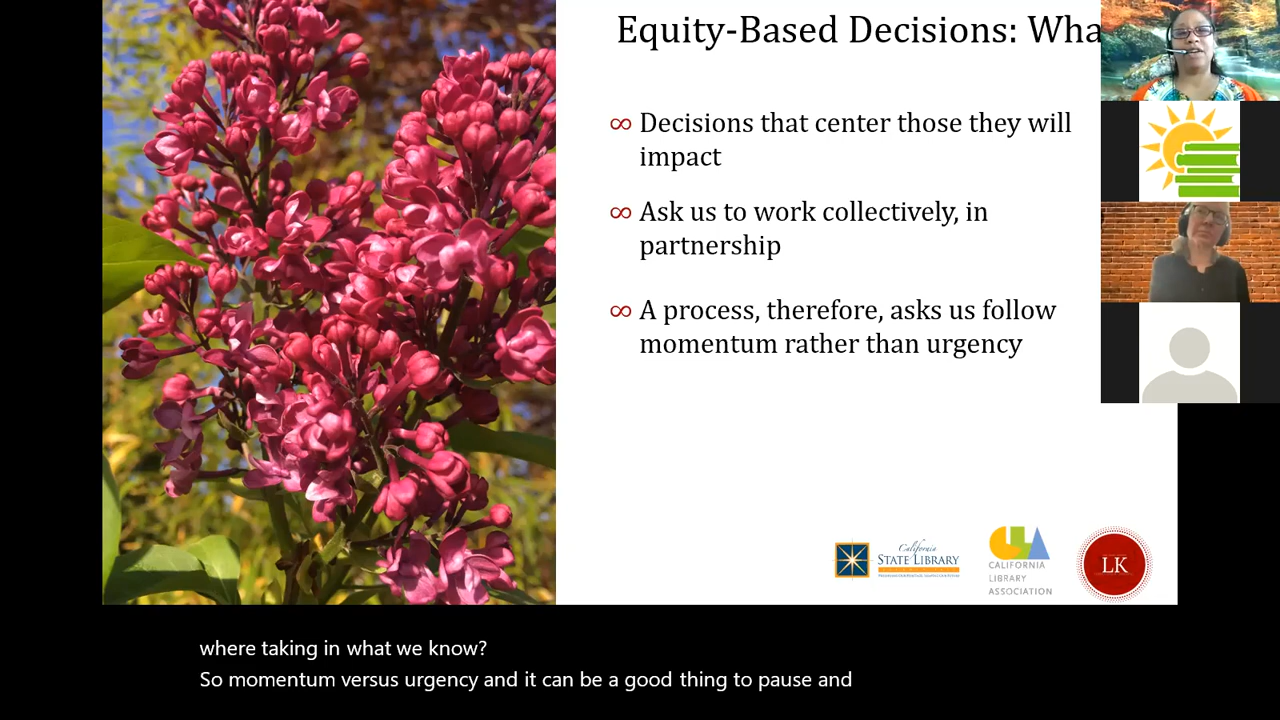 Equity-Based Decisions: Wha
∞ Decisions that center those they will
impact
∞ Ask us to work collectively, in
partnership
∞ A process, therefore, asks us follow
momentum rather than urgency
California
STATE LIBRARY
CLA
CALIFORNIA
LIBRARY
ASSOCIATION
LK
where taking in what we know?
So momentum versus urgency and it can be a good thing to pause and